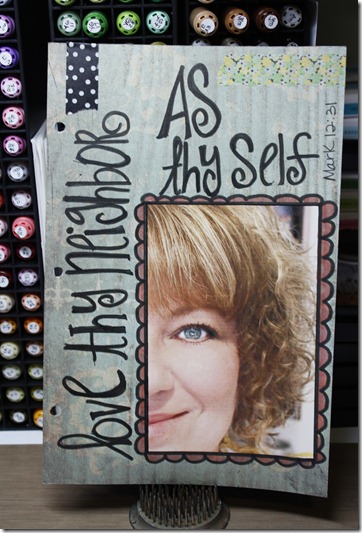 love thy neighbor
As
thy self
Mark 12:31